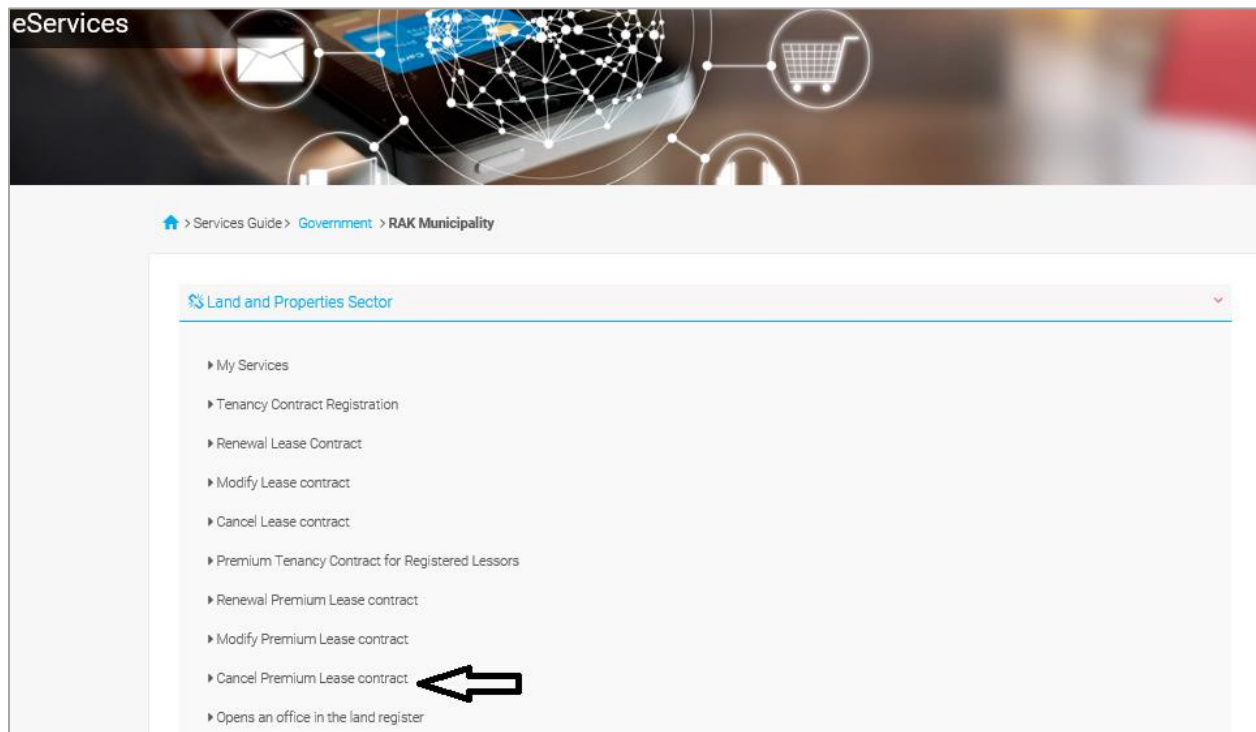 eServices
>Services Guide> Government >RAK Municipality
Land and Properties Sector
My Services
Tenancy Contract Registration
Renewal Lease Contract
Modify Lease contract
Cancel Lease contract
Premium Tenancy Contract for Registered Lessors
Renewal Premium Lease contract
Modify Premium Lease contract
Cancel Premium Lease contract
Opens an office in the land register